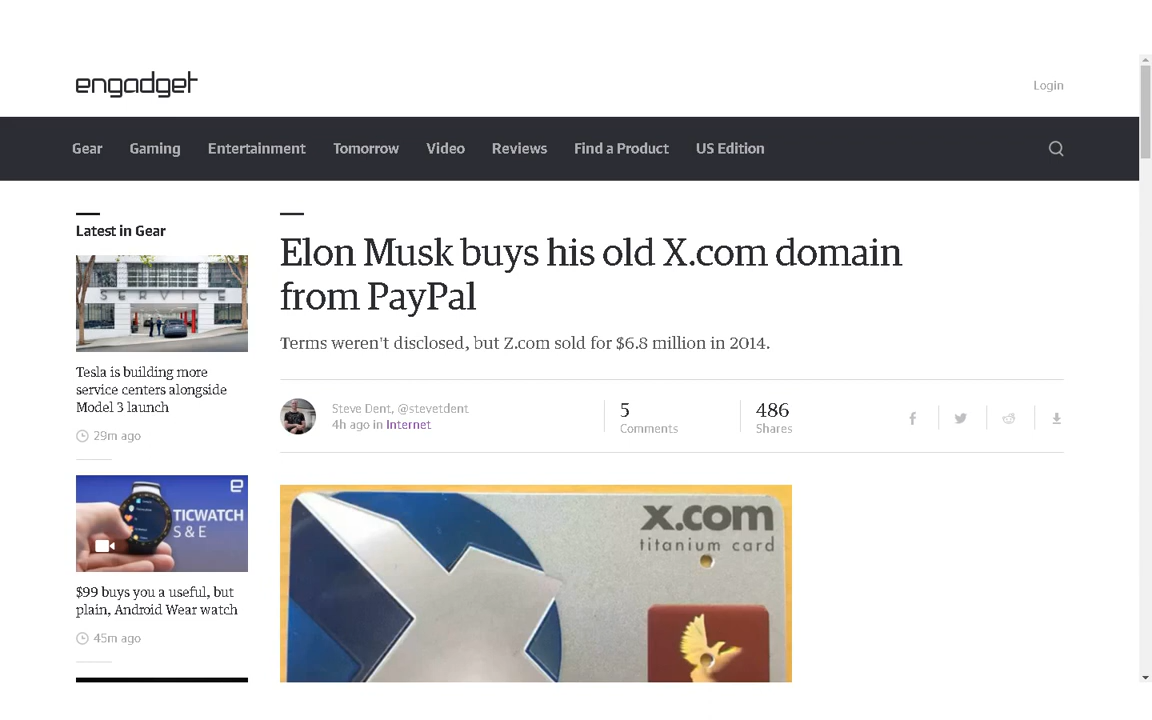 engadget
Login
Gear Gaming Entertainment Tomorrow Video Reviews Find a Product US Edition
Latest in Gear
SERVICE
Tesla is building more
service centers alongside
Model 3 launch
29m ago
TICWATCH
S & E
$99 buys you a useful, but
plain, Android Wear watch
45m ago
Elon Musk buys his old X.com domain
from PayPal
Terms weren't disclosed, but Z.com sold for $6.8 million in 2014.
Steve Dent, @stevetdent
4h ago in Internet
5
Comments
486
Shares
x.com
titanium card